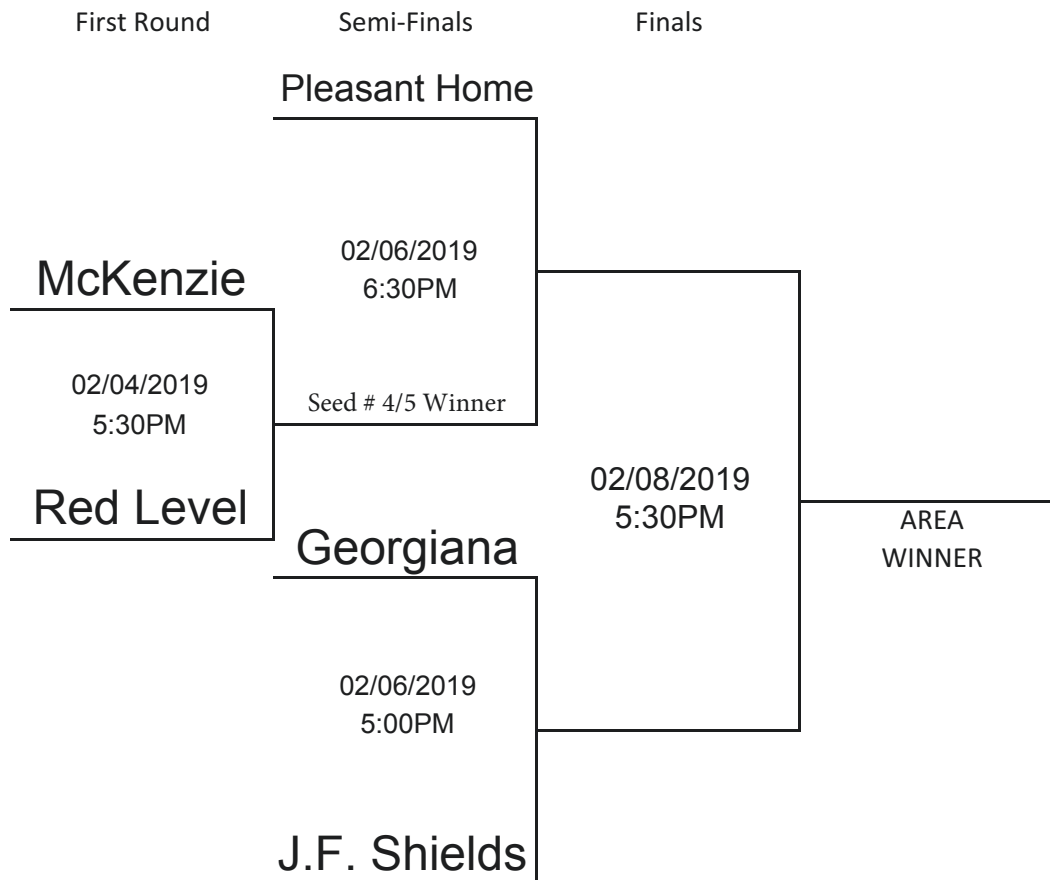 First Round
Semi-Finals
Finals
Pleasant Home
02/06/2019
6:30PM
McKenzie
02/04/2019
5:30PM
Seed # 4/5 Winner
Red Level
02/08/2019
5:30PM
AREA
WINNER
Georgiana
02/06/2019
5:00PM
J.F. Shields